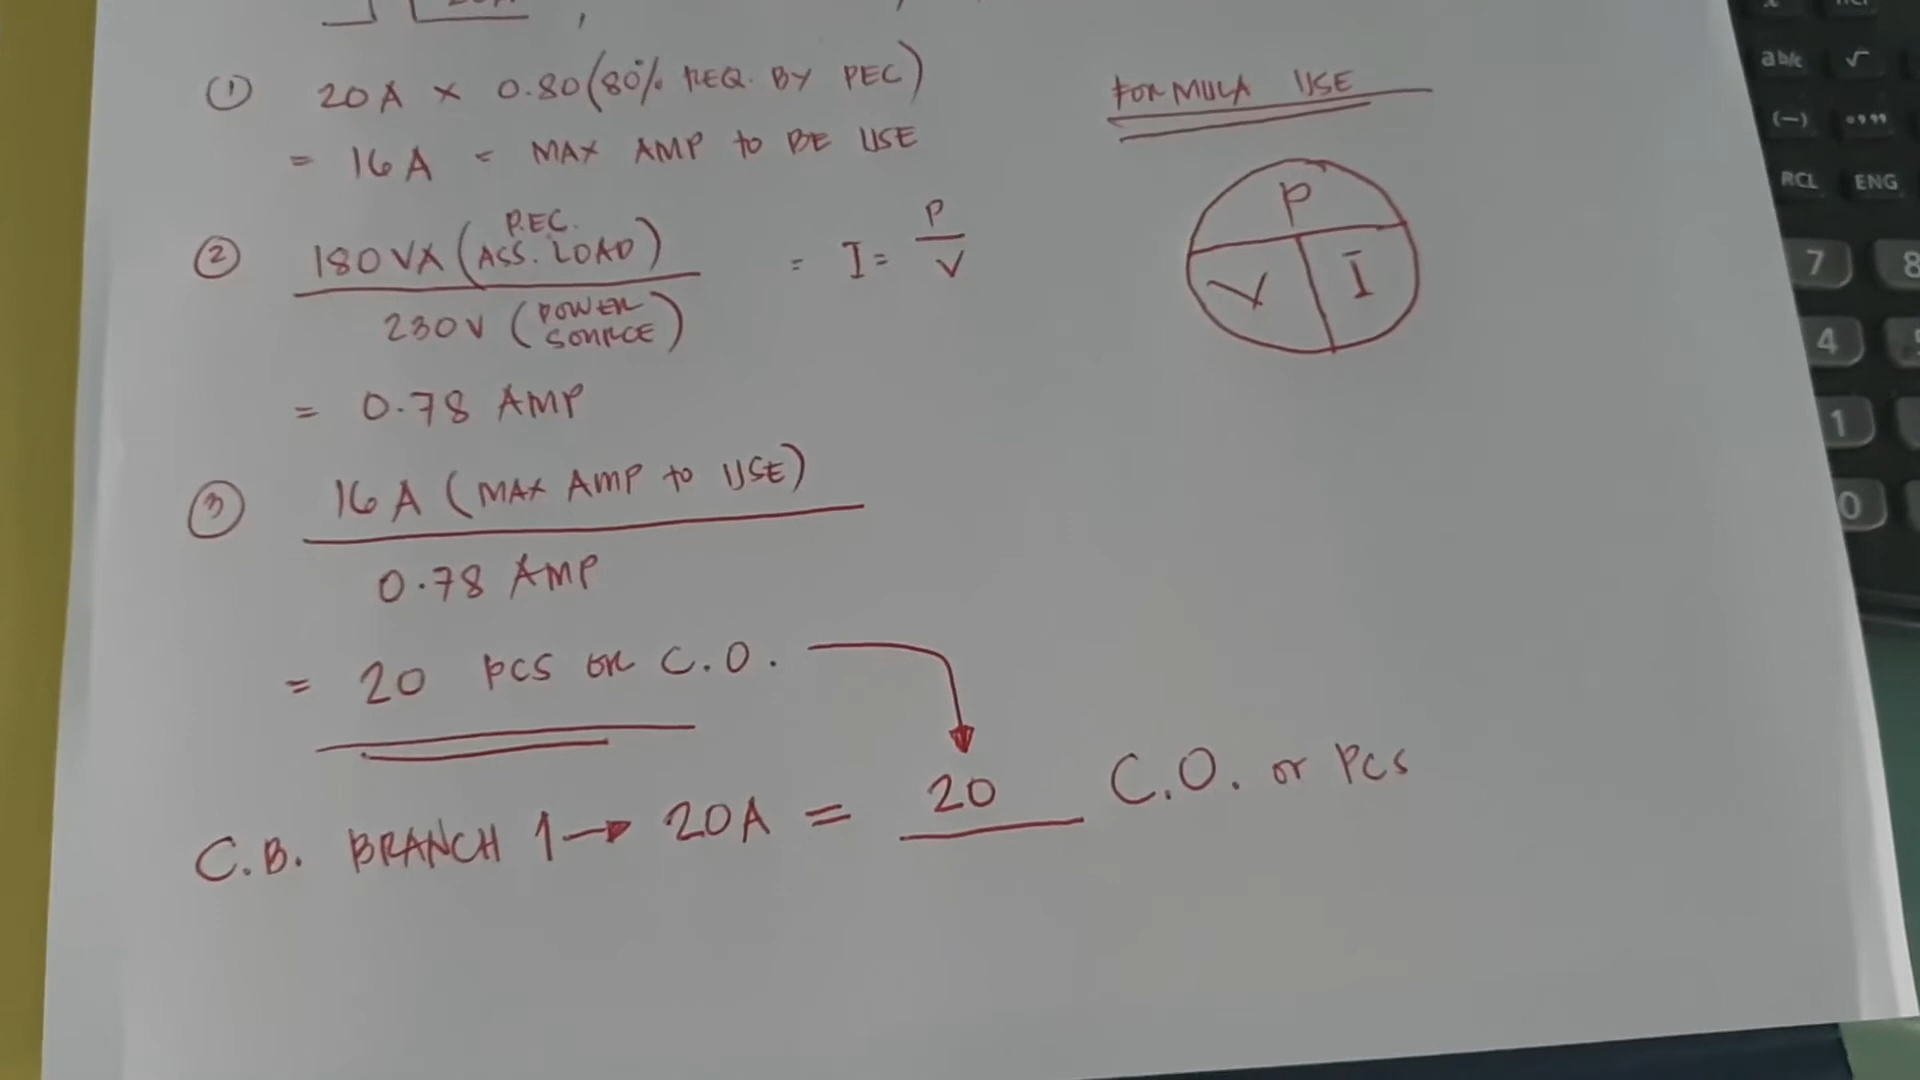 ① 20A × 0.80 (80% REQ. BY PEC)
= 16A = MAX AMP to BE USE
FORMULA USE
P
V I
② 180VA (P.E.C. ASS. LOAD) = I = P
230V (POWER SOURCE) V
= 0.78 AMP
③ 16A (MAX AMP to USE)
0.78 AMP
= 20 PCS OR C.O.
C.B. BRANCH 1 → 20A = 20 C.O. or PCS
ab/c √
(−) ° ' "
RCL ENG
7 8
4
1
0